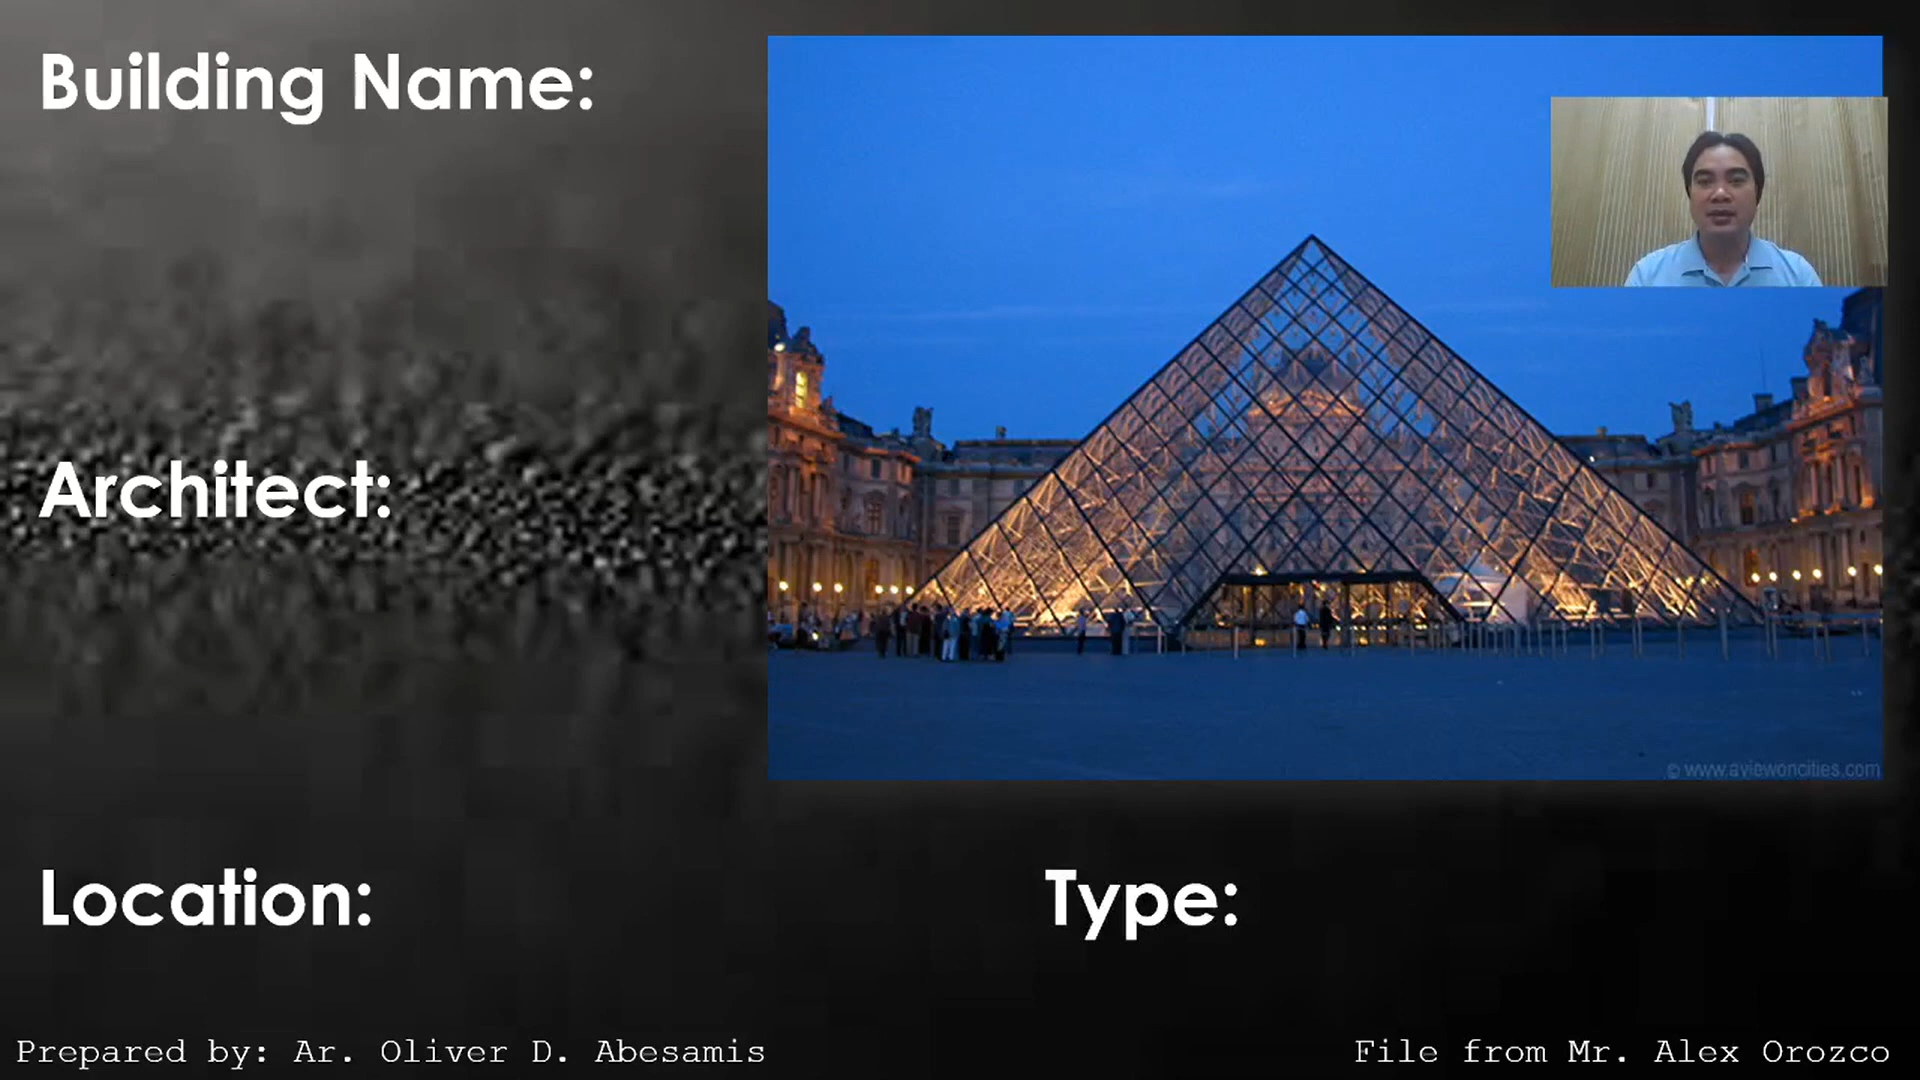 Building Name:
Architect:
© www.aviewoncities.com
Location:
Type:
Prepared by: Ar. Oliver D. Abesamis
File from Mr. Alex Orozco